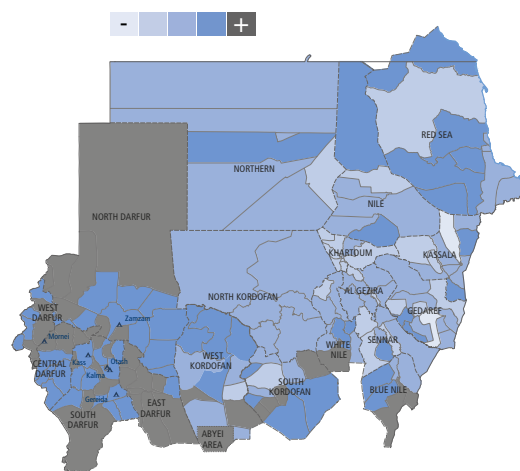 - +
RED SEA
NORTHERN
NILE
NORTH DARFUR
KHARTOUM
KASSALA
AL GEZIRA
NORTH KORDOFAN
GEDAREF
WEST
DARFUR
Zamzam
Mornei
WHITE
NILE
SENNAR
Kass
Otash
WEST
KORDOFAN
CENTRAL
DARFUR
Kalma
SOUTH
KORDOFAN
BLUE NILE
Gereida
SOUTH
DARFUR
EAST
DARFUR
ABYEI
AREA